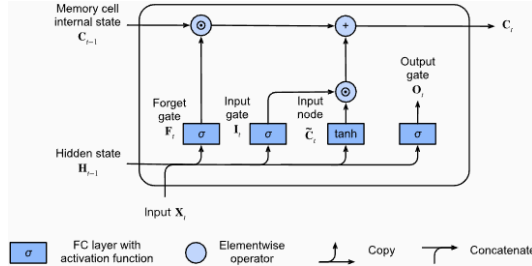 Memory cell
internal state
C_{t−1}
⊙
+
C_t
⊙
Forget
gate
F_t
Input
gate
I_t
Input
node
C̃_t
Output
gate
O_t
σ
σ
tanh
σ
Hidden state
H_{t−1}
Input X_t
σ
FC layer with
activation function
Elementwise
operator
Copy
Concatenate